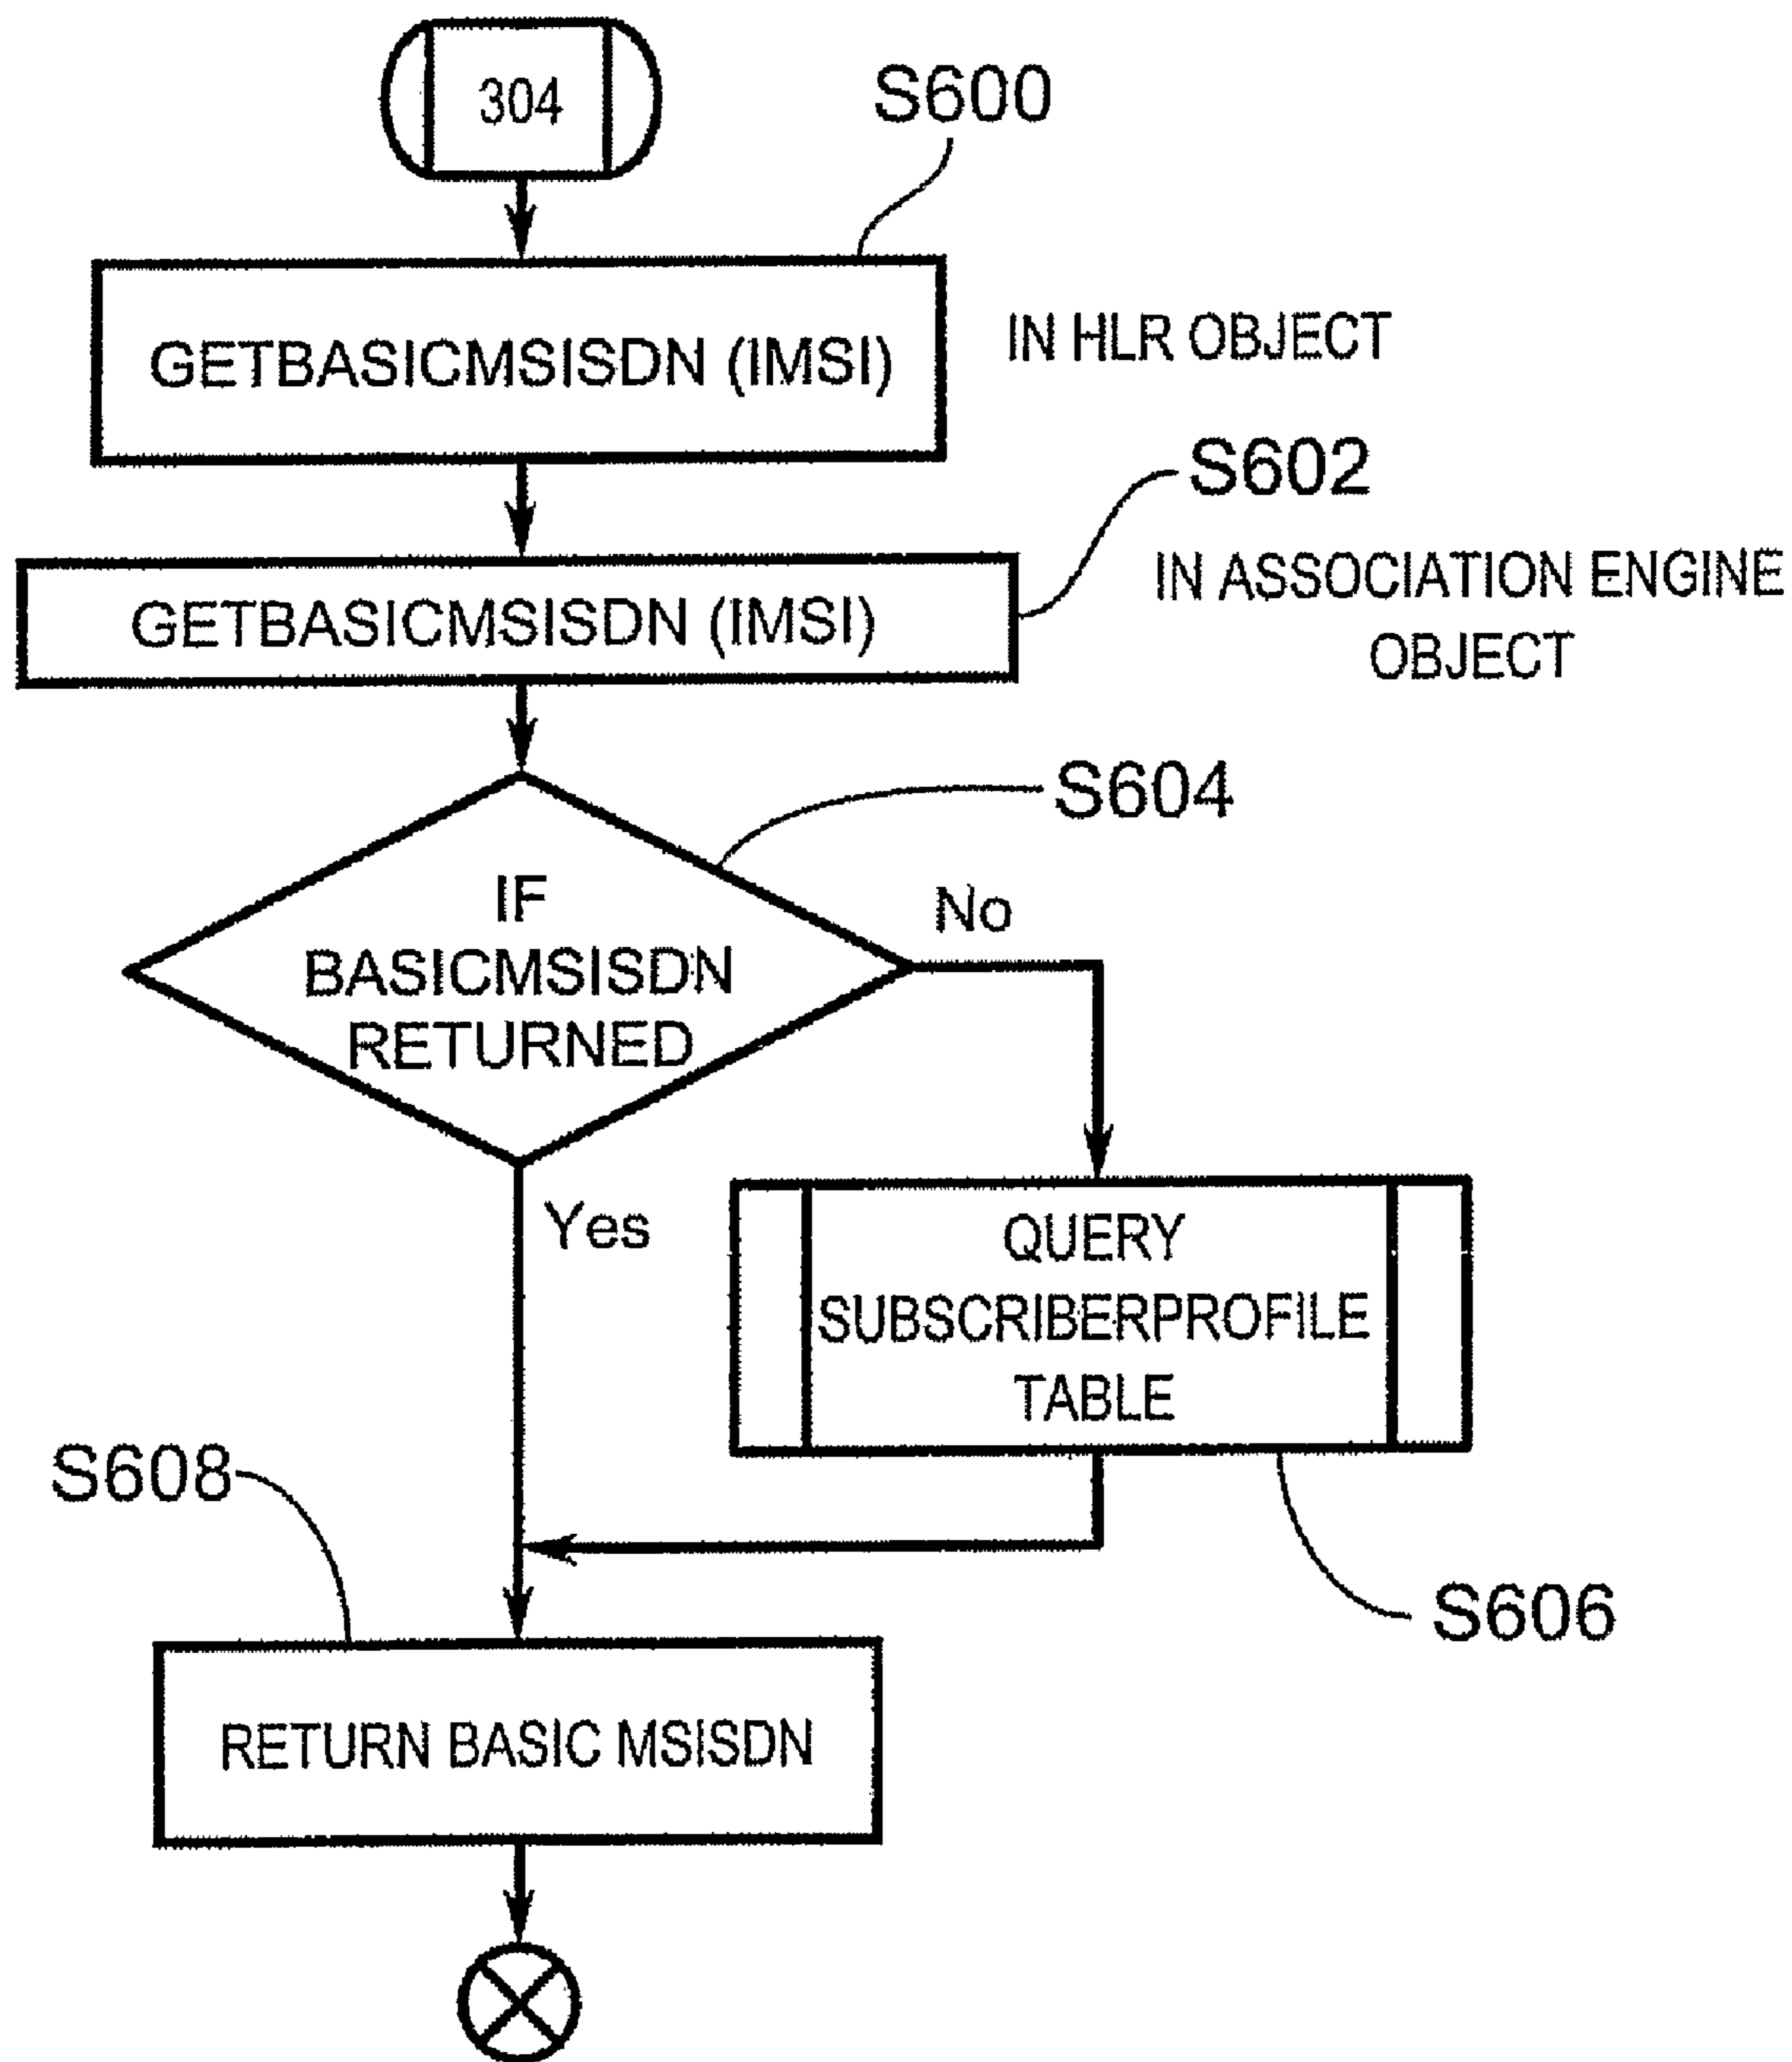 304
S600
GETBASICMSISDN (IMSI)
IN HLR OBJECT
S602
GETBASICMSISDN (IMSI)
IN ASSOCIATION ENGINE
OBJECT
S604
IF
BASICMSISDN
RETURNED
No
Yes
QUERY
SUBSCRIBERPROFILE
TABLE
S608
S606
RETURN BASIC MSISDN